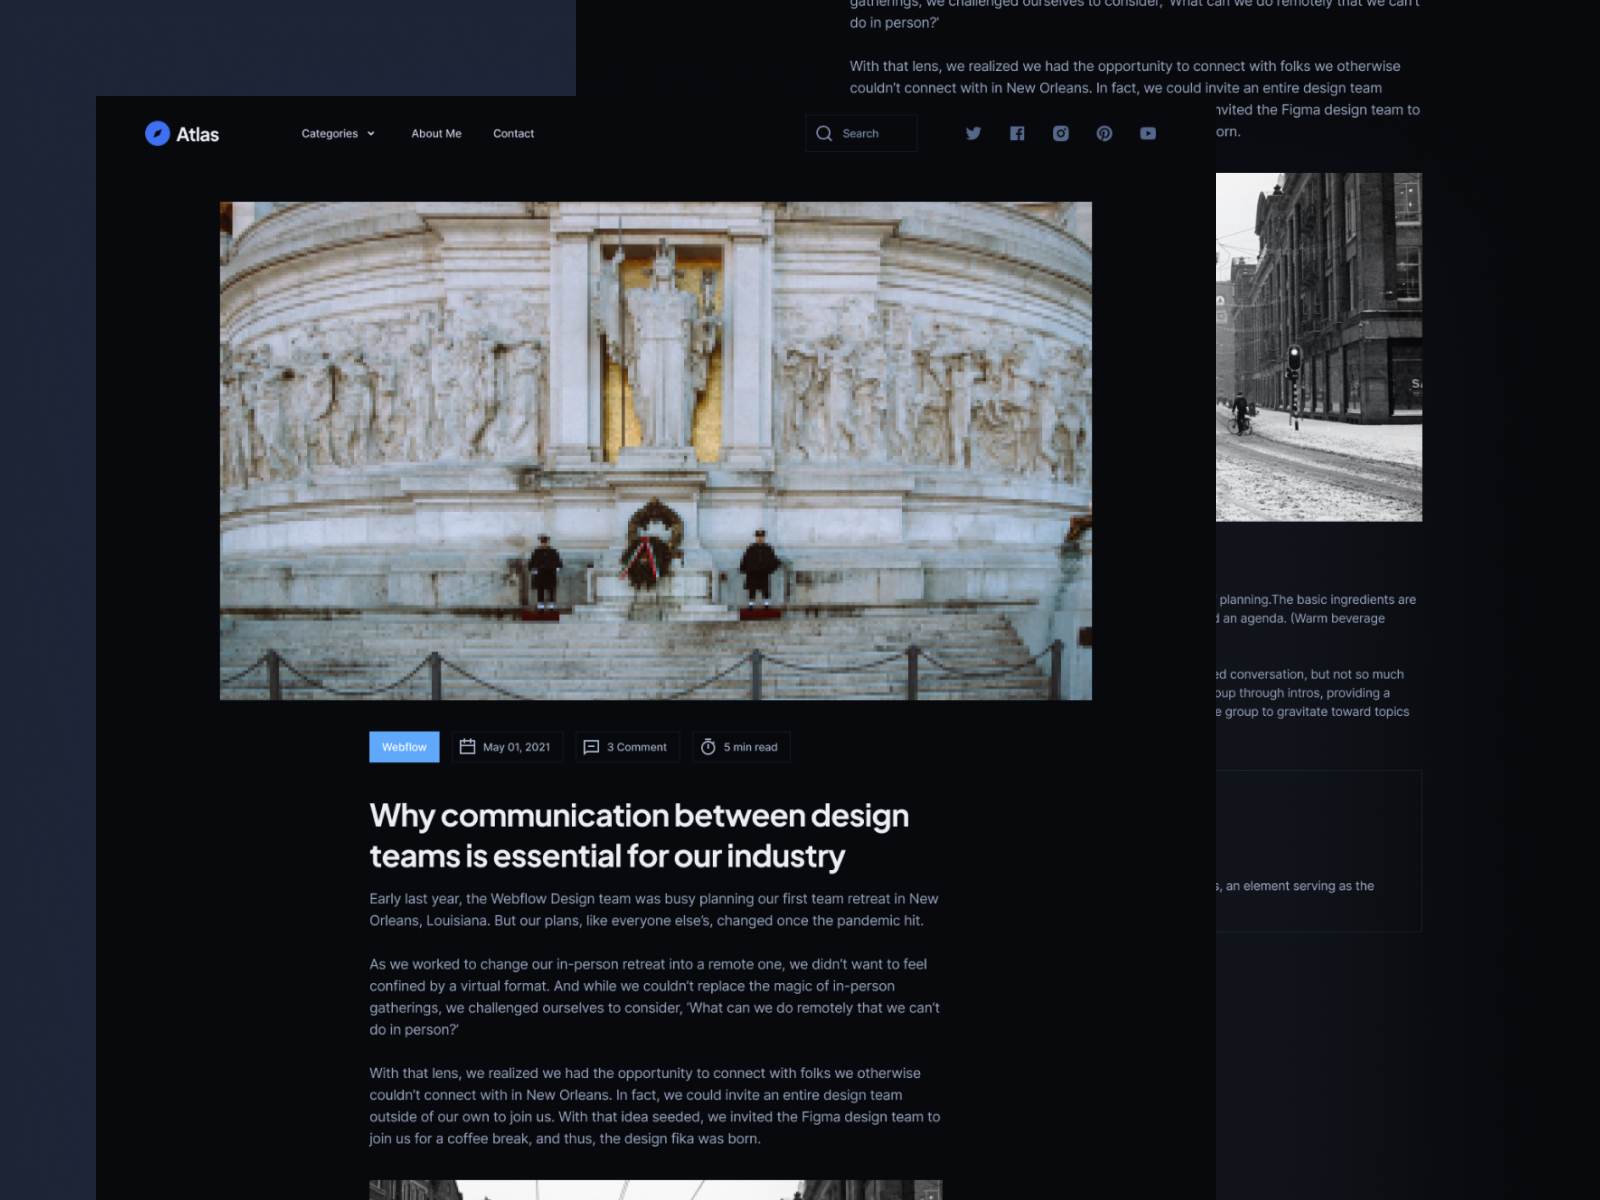 gatherings, we challenged ourselves to consider, 'What can we do remotely that we can't
do in person?'
With that lens, we realized we had the opportunity to connect with folks we otherwise
couldn't connect with in New Orleans. In fact, we could invite an entire design team
invited the Figma design team to
orn.
Atlas
Categories
About Me
Contact
Search
planning.The basic ingredients are
an agenda. (Warm beverage
ed conversation, but not so much
oup through intros, providing a
e group to gravitate toward topics
s, an element serving as the
Webflow
May 01, 2021
3 Comment
5 min read
Why communication between design
teams is essential for our industry
Early last year, the Webflow Design team was busy planning our first team retreat in New
Orleans, Louisiana. But our plans, like everyone else's, changed once the pandemic hit.
As we worked to change our in-person retreat into a remote one, we didn't want to feel
confined by a virtual format. And while we couldn't replace the magic of in-person
gatherings, we challenged ourselves to consider, 'What can we do remotely that we can't
do in person?'
With that lens, we realized we had the opportunity to connect with folks we otherwise
couldn't connect with in New Orleans. In fact, we could invite an entire design team
outside of our own to join us. With that idea seeded, we invited the Figma design team to
join us for a coffee break, and thus, the design fika was born.